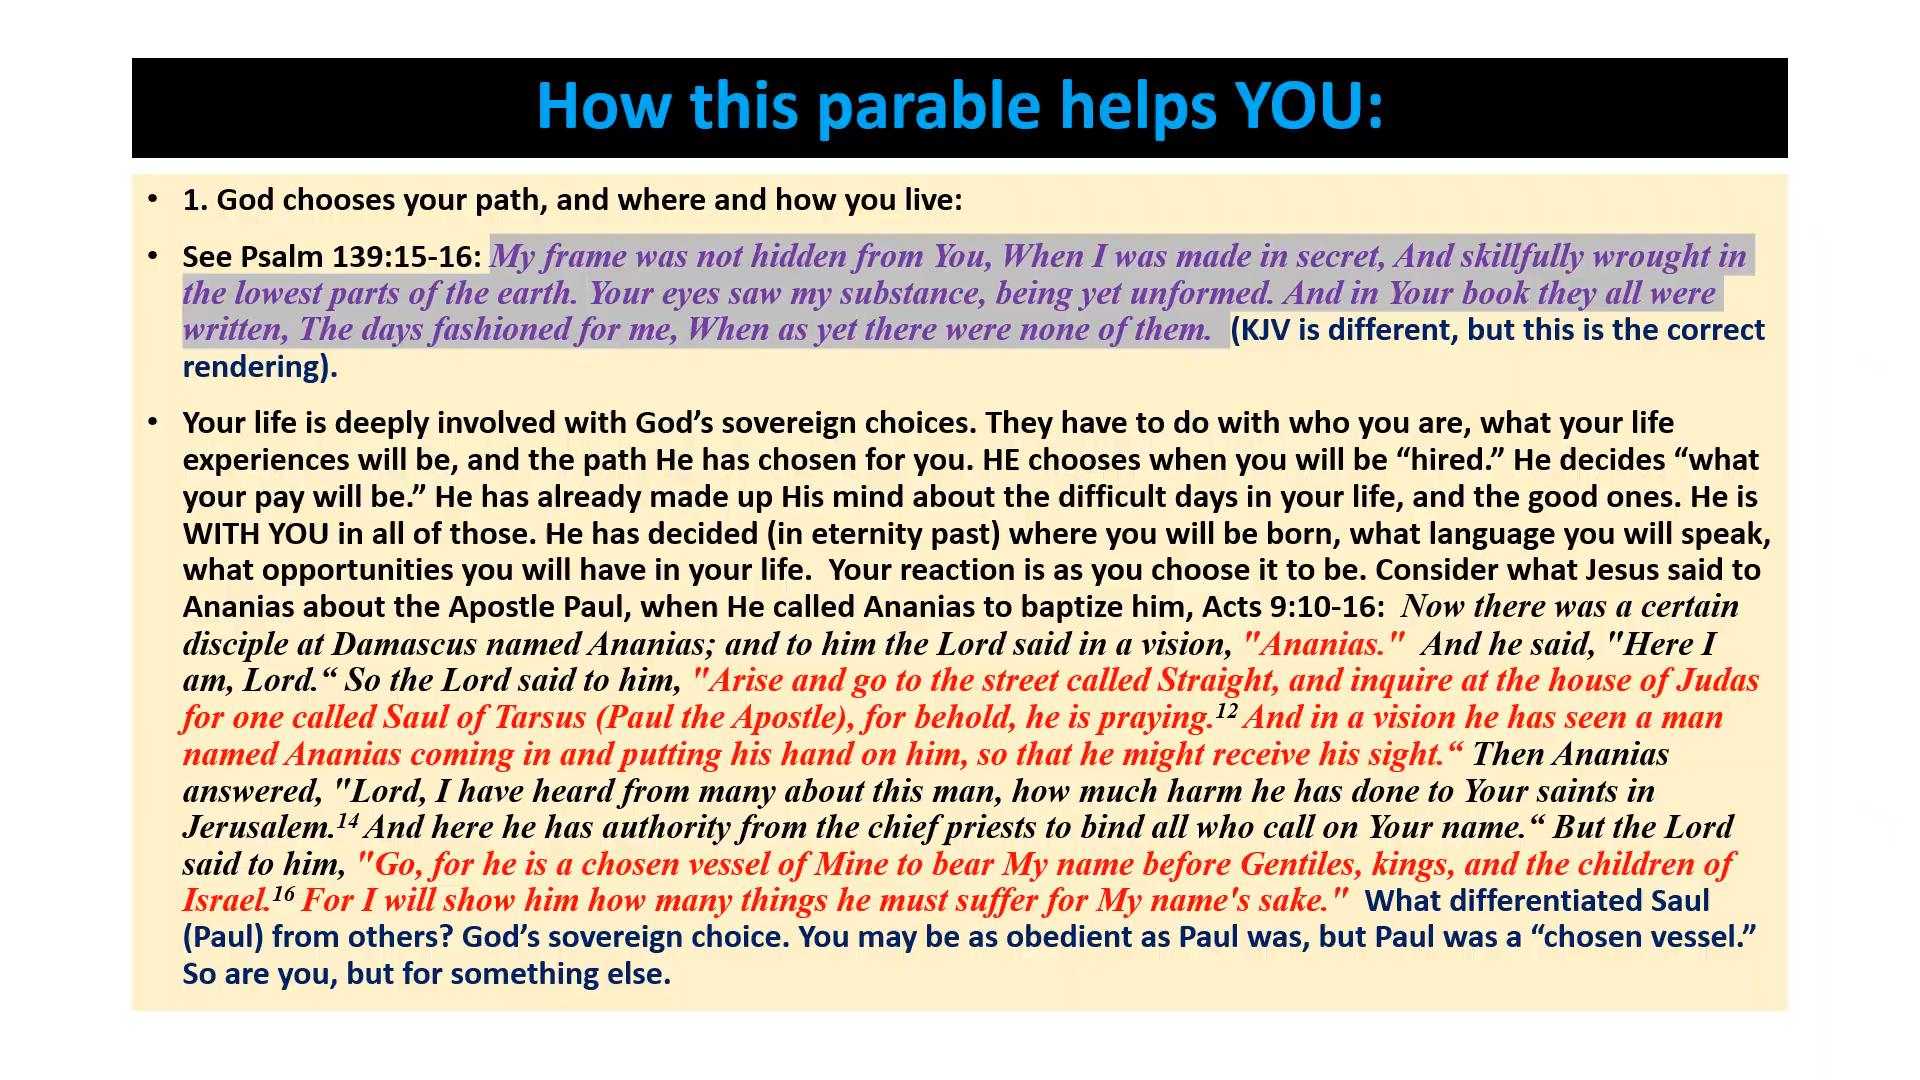 How this parable helps YOU:
• 1. God chooses your path, and where and how you live:
• See Psalm 139:15-16: My frame was not hidden from You, When I was made in secret, And skillfully wrought in
the lowest parts of the earth. Your eyes saw my substance, being yet unformed. And in Your book they all were
written, The days fashioned for me, When as yet there were none of them. (KJV is different, but this is the correct
rendering).
• Your life is deeply involved with God’s sovereign choices. They have to do with who you are, what your life
experiences will be, and the path He has chosen for you. HE chooses when you will be “hired.” He decides “what
your pay will be.” He has already made up His mind about the difficult days in your life, and the good ones. He is
WITH YOU in all of those. He has decided (in eternity past) where you will be born, what language you will speak,
what opportunities you will have in your life. Your reaction is as you choose it to be. Consider what Jesus said to
Ananias about the Apostle Paul, when He called Ananias to baptize him, Acts 9:10-16: Now there was a certain
disciple at Damascus named Ananias; and to him the Lord said in a vision, "Ananias." And he said, "Here I
am, Lord.“ So the Lord said to him, "Arise and go to the street called Straight, and inquire at the house of Judas
for one called Saul of Tarsus (Paul the Apostle), for behold, he is praying.¹² And in a vision he has seen a man
named Ananias coming in and putting his hand on him, so that he might receive his sight.“ Then Ananias
answered, "Lord, I have heard from many about this man, how much harm he has done to Your saints in
Jerusalem.¹⁴ And here he has authority from the chief priests to bind all who call on Your name.“ But the Lord
said to him, "Go, for he is a chosen vessel of Mine to bear My name before Gentiles, kings, and the children of
Israel.¹⁶ For I will show him how many things he must suffer for My name's sake." What differentiated Saul
(Paul) from others? God’s sovereign choice. You may be as obedient as Paul was, but Paul was a “chosen vessel.”
So are you, but for something else.